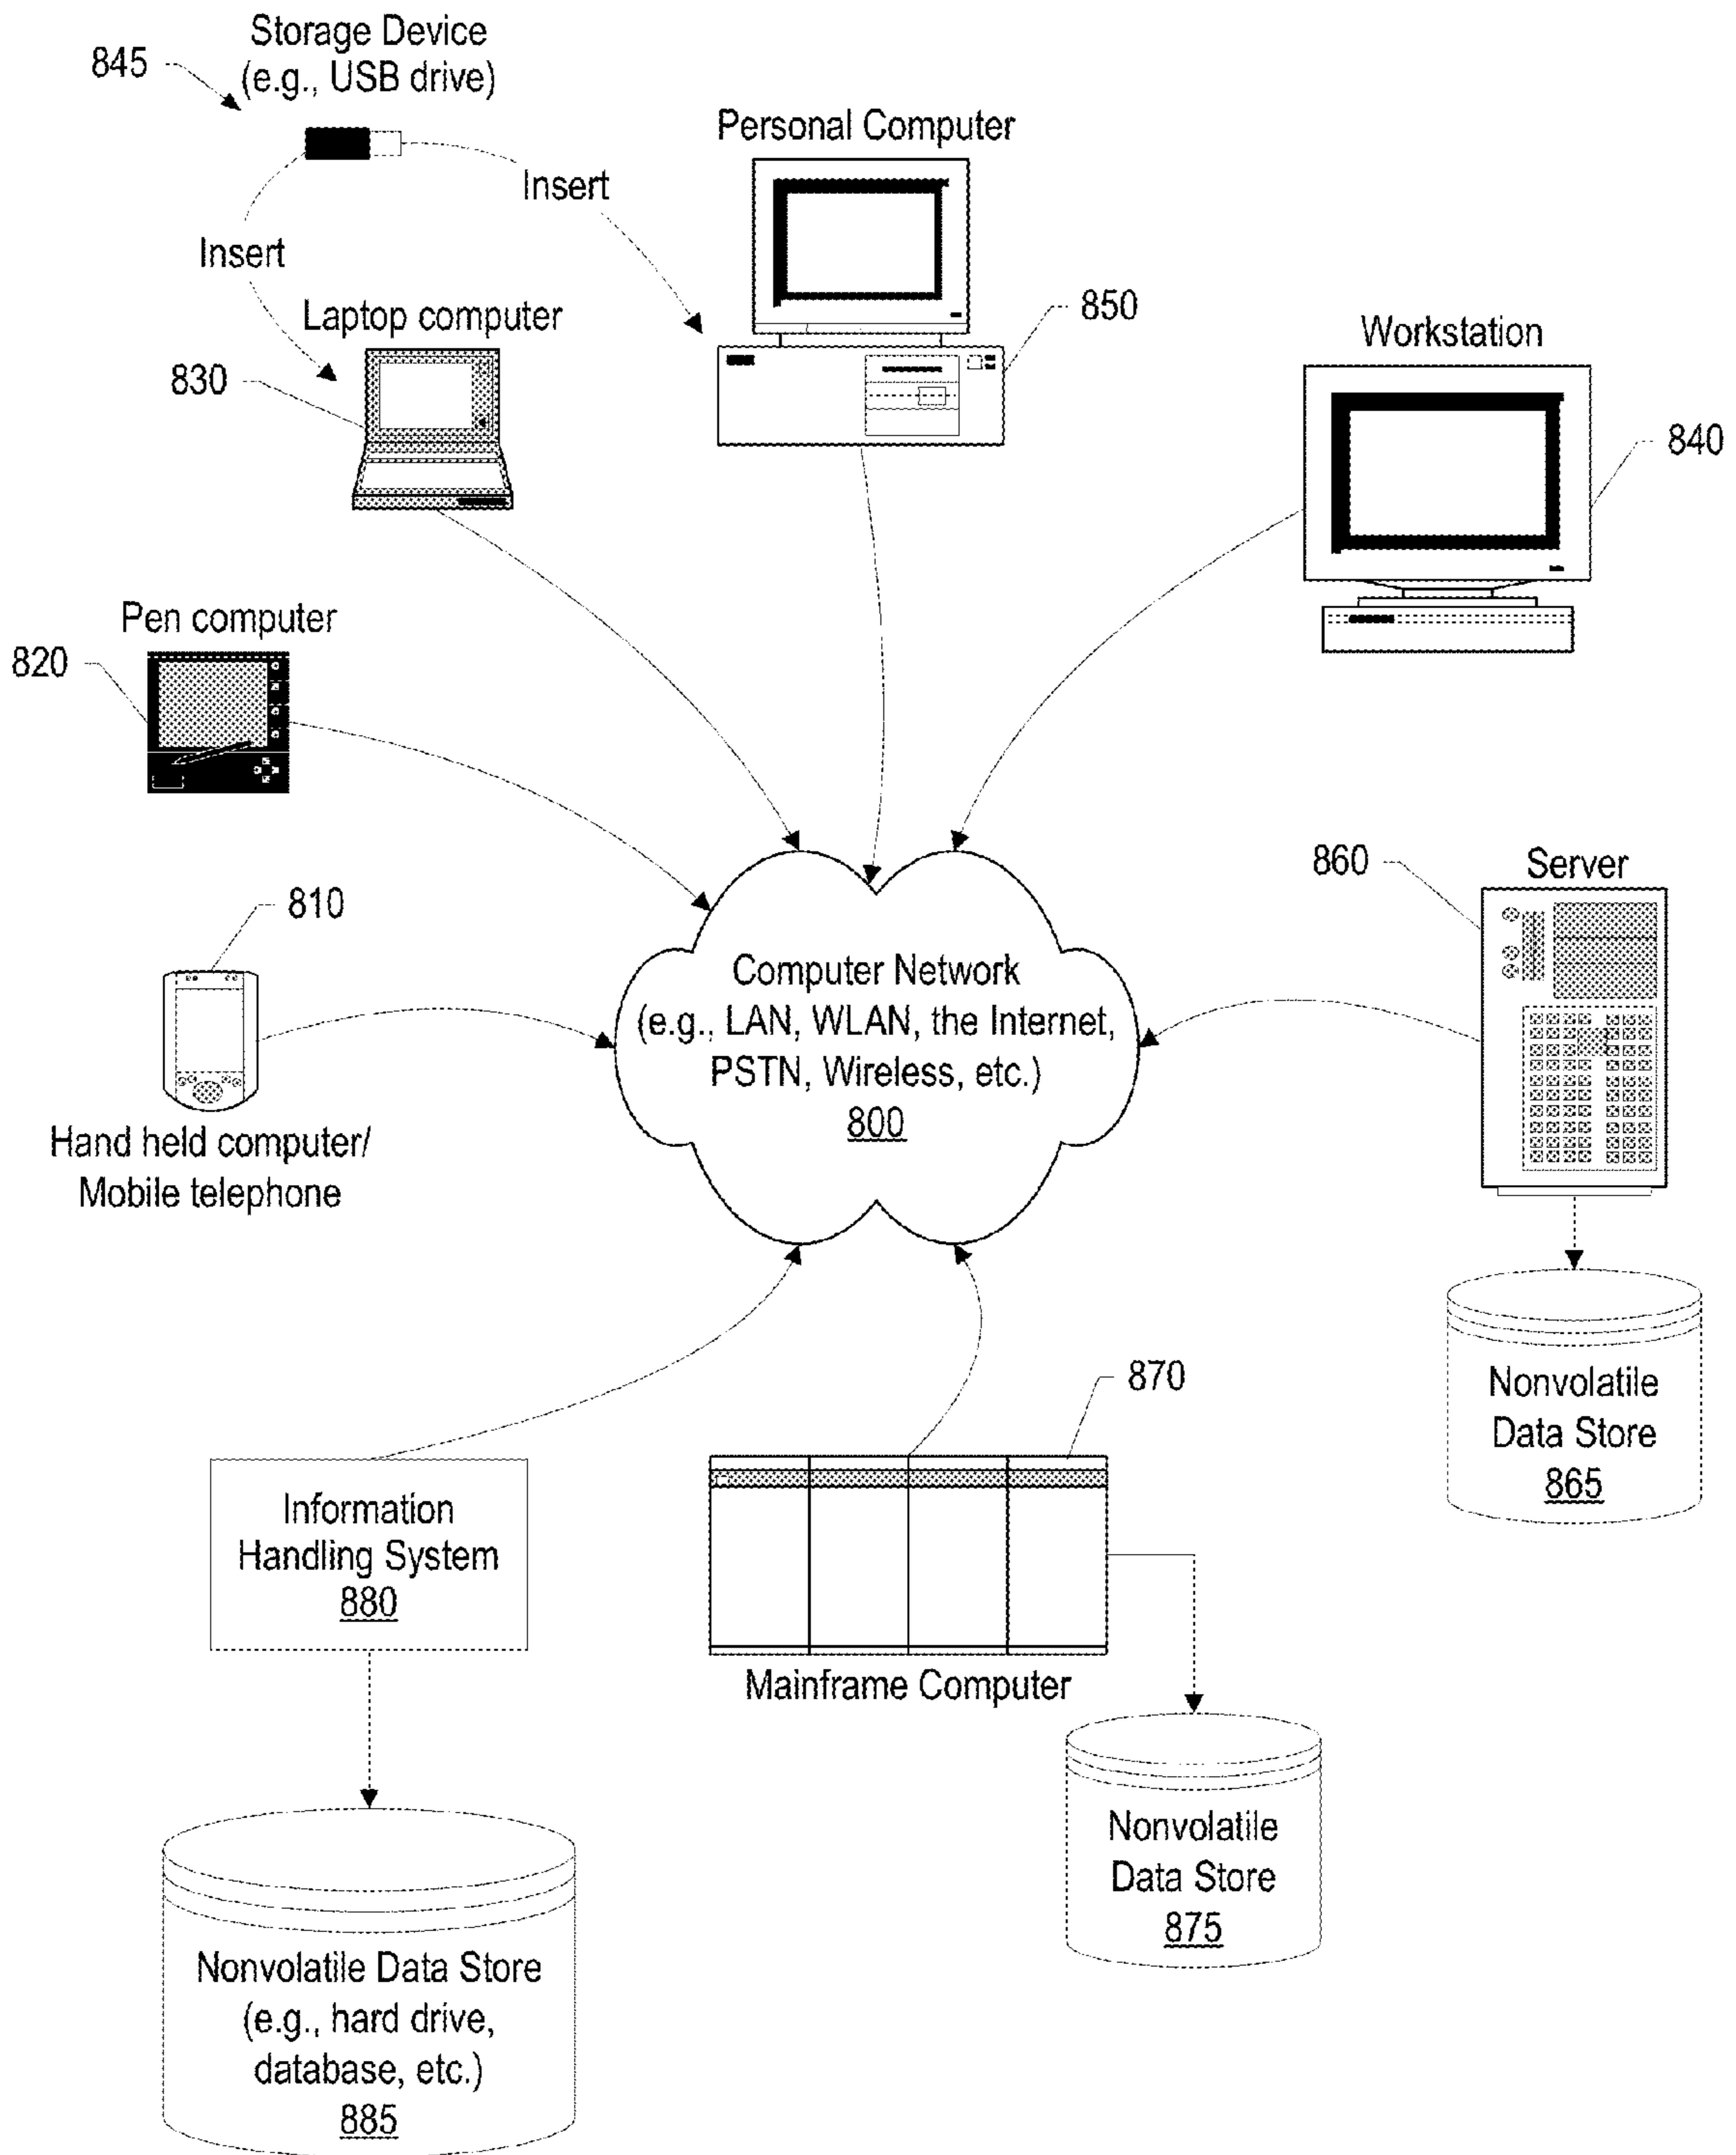 Storage Device
(e.g., USB drive)
845
Personal Computer
Insert
Insert
Laptop computer
850
Workstation
830
840
Pen computer
820
860
Server
810
Computer Network
(e.g., LAN, WLAN, the Internet,
PSTN, Wireless, etc.)
800
Hand held computer/
Mobile telephone
870
Nonvolatile
Data Store
865
Information
Handling System
880
Mainframe Computer
Nonvolatile
Data Store
875
Nonvolatile Data Store
(e.g., hard drive,
database, etc.)
885